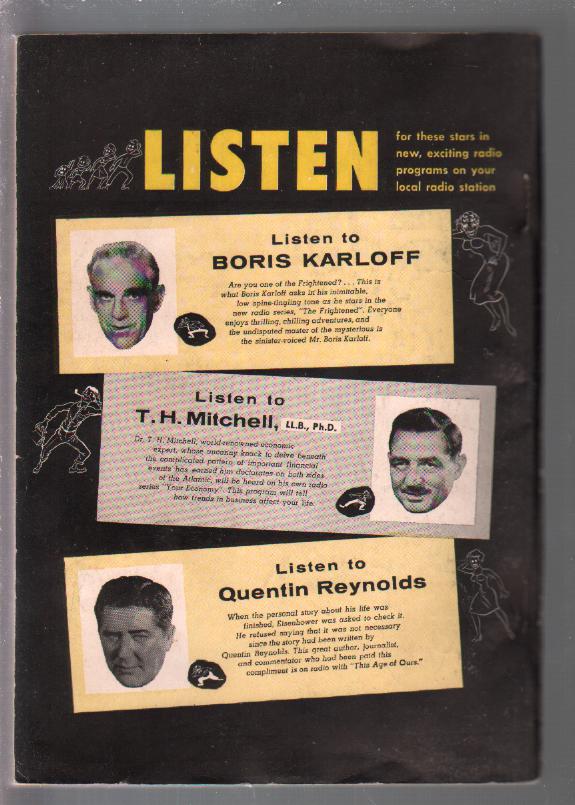 LISTEN
for these stars in
new, exciting radio
programs on your
local radio station
Listen to
BORIS KARLOFF
Are you one of the Frightened? . . . This is
what Boris Karloff asks in his inimitable,
low spine-tingling tone as he stars in the
new radio series, "The Frightened". Everyone
enjoys thrilling, chilling adventures, and
the undisputed master of the mysterious is
the sinister-voiced Mr. Boris Karloff.
Listen to
T. H. Mitchell, LL.B., Ph.D.
Dr. T. H. Mitchell, world-renowned economic
expert, whose uncanny knack to delve beneath
the complicated pattern of important financial
events has earned him doctorates on both sides
of the Atlantic, will be heard on his own radio
series "Your Economy". This program will tell
how trends in business affect your life.
Listen to
Quentin Reynolds
When the personal story about his life was
finished, Eisenhower was asked to check it.
He refused saying that it was not necessary
since the story had been written by
Quentin Reynolds. This great author, journalist,
and commentator who had been paid this
compliment is on radio with "This Age of Ours."